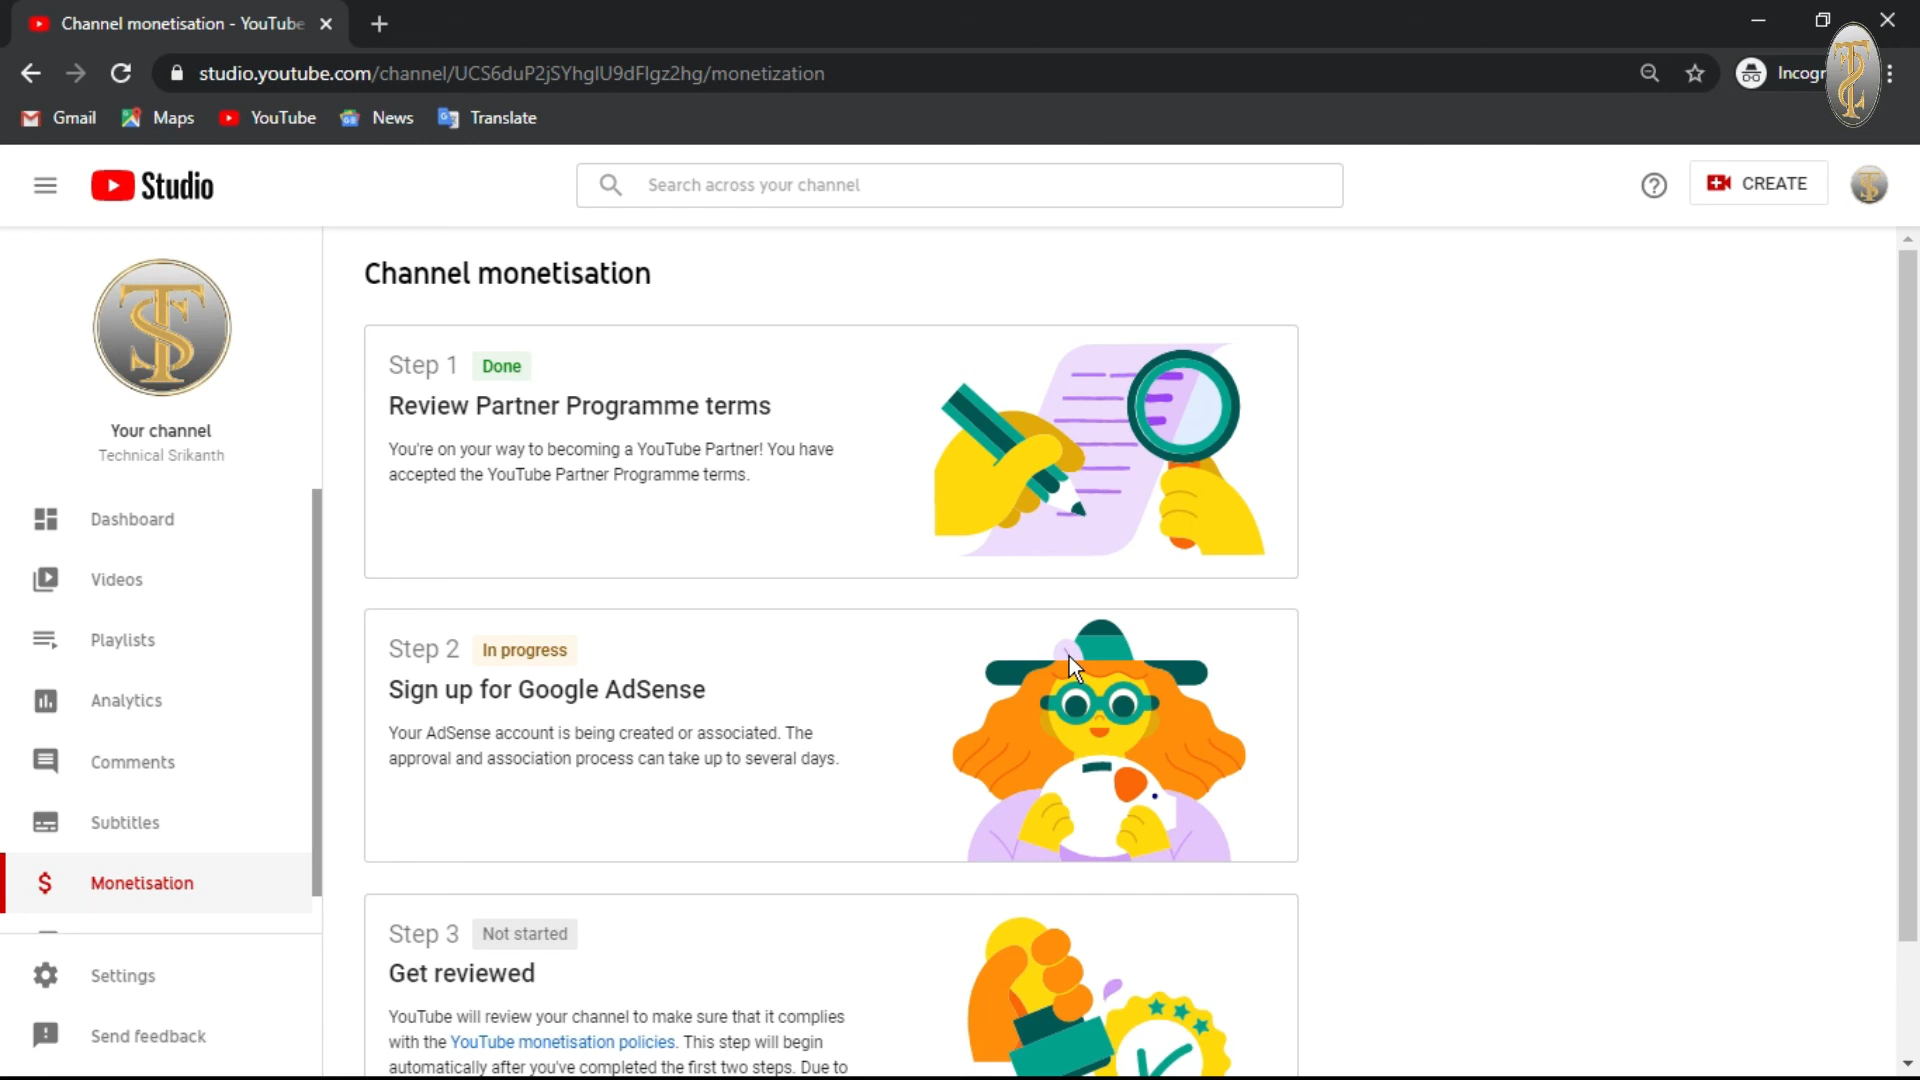 Channel monetisation - YouTube
studio.youtube.com/channel/UCS6duP2jSYhglU9dFlgz2hg/monetization
Incogr
Gmail
Maps
YouTube
News
Translate
Studio
Search across your channel
CREATE
Your channel
Technical Srikanth
Dashboard
Videos
Playlists
Analytics
Comments
Subtitles
Monetisation
Settings
Send feedback
Channel monetisation
Step 1 Done
Review Partner Programme terms
You're on your way to becoming a YouTube Partner! You have
accepted the YouTube Partner Programme terms.
Step 2 In progress
Sign up for Google AdSense
Your AdSense account is being created or associated. The
approval and association process can take up to several days.
Step 3 Not started
Get reviewed
YouTube will review your channel to make sure that it complies
with the YouTube monetisation policies. This step will begin
automatically after you've completed the first two steps. Due to